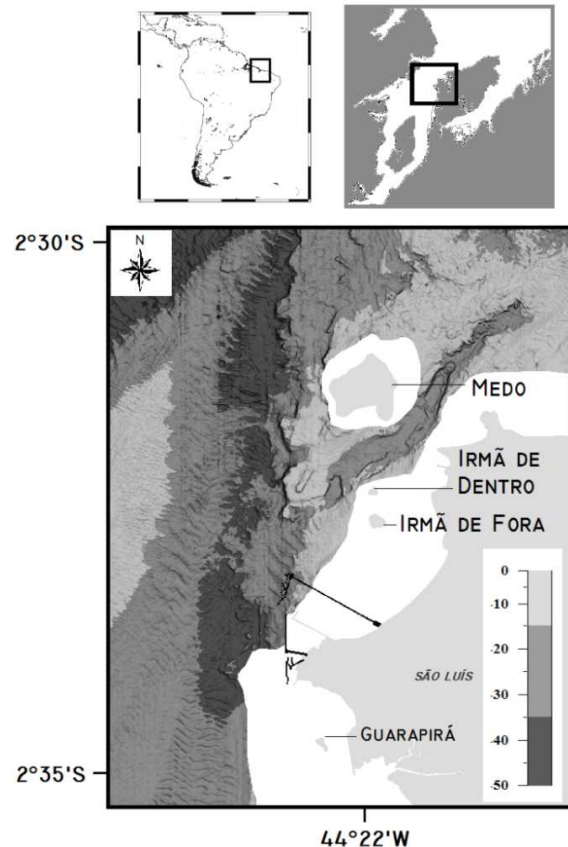 2°30'S
N
MEDO
IRMÃ DE
DENTRO
IRMÃ DE FORA
0
-10
-20
-30
-40
-50
SÃO LUÍS
GUARAPIRÁ
2°35'S
44°22'W